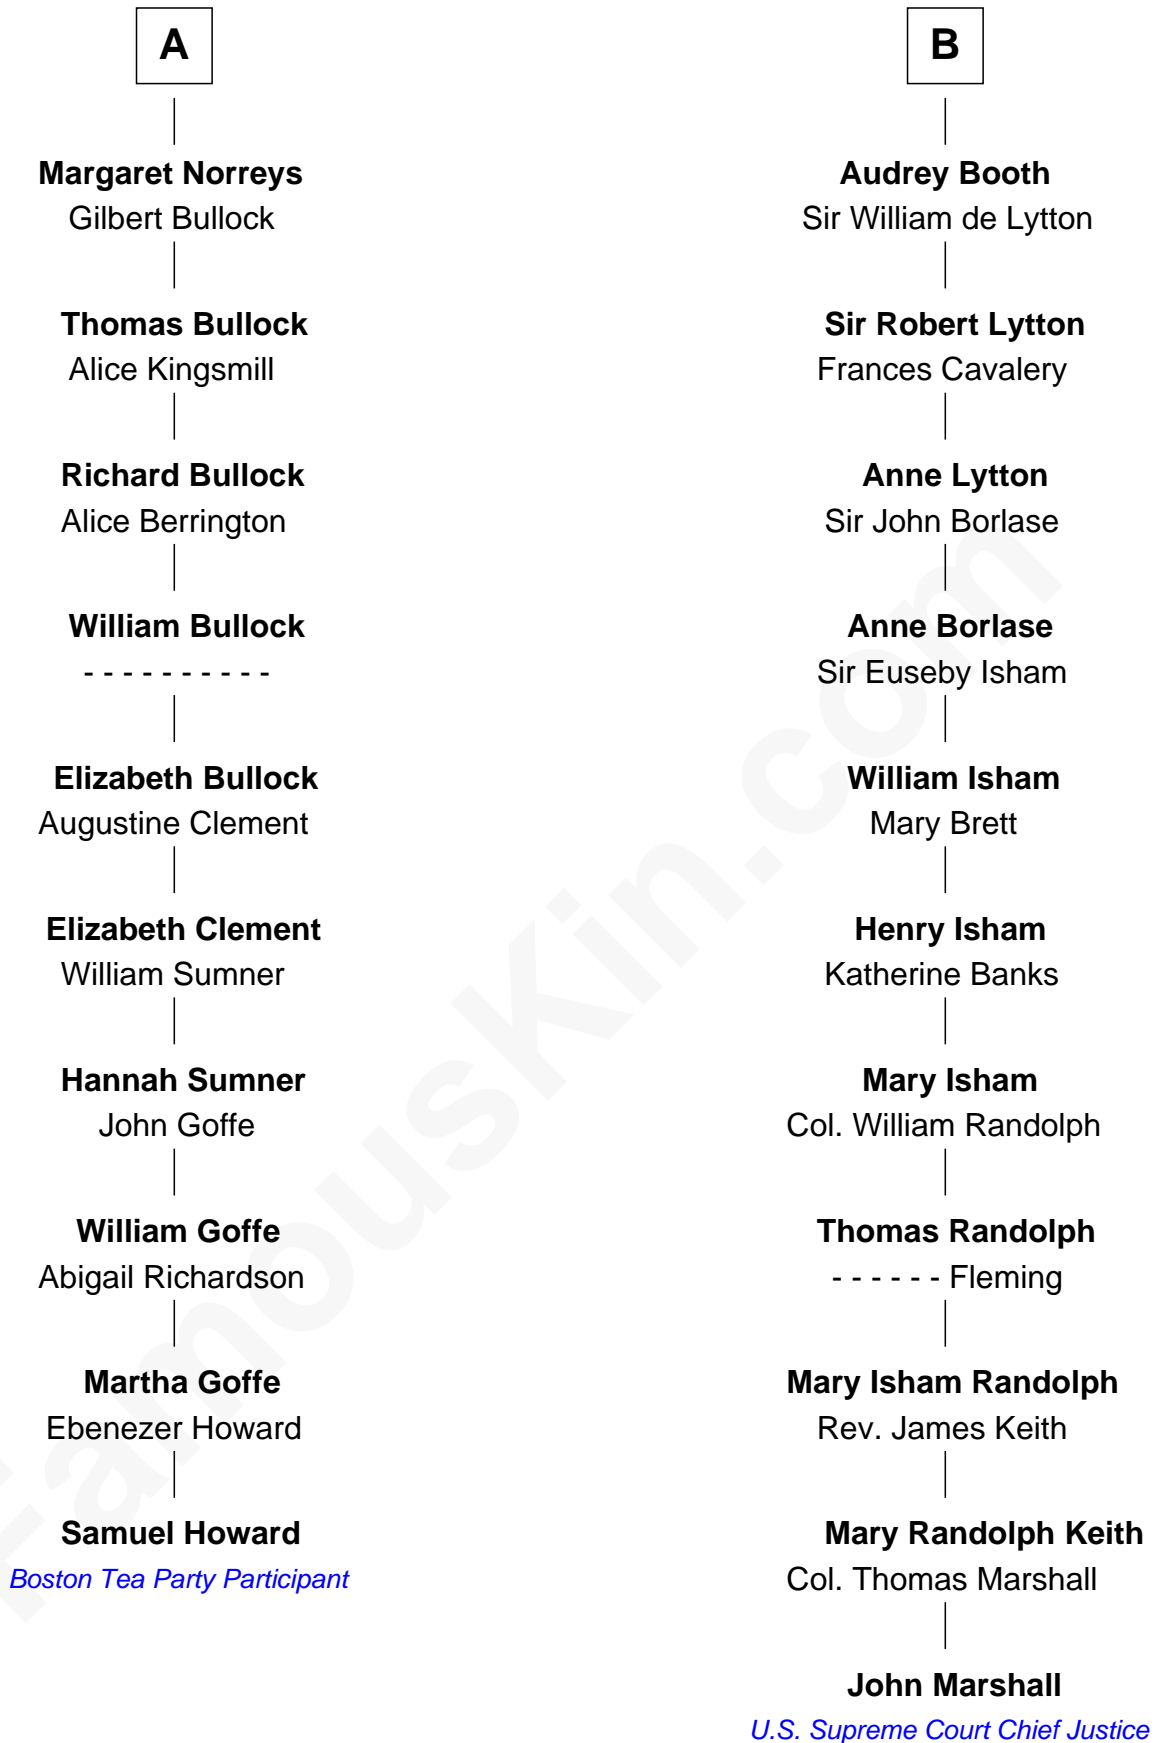 A
Margaret Norreys
Gilbert Bullock
Thomas Bullock
Alice Kingsmill
Richard Bullock
Alice Berrington
William Bullock
- - - - - - - - - -
Elizabeth Bullock
Augustine Clement
Elizabeth Clement
William Sumner
Hannah Sumner
John Goffe
William Goffe
Abigail Richardson
Martha Goffe
Ebenezer Howard
Samuel Howard
Boston Tea Party Participant
B
Audrey Booth
Sir William de Lytton
Sir Robert Lytton
Frances Cavalery
Anne Lytton
Sir John Borlase
Anne Borlase
Sir Euseby Isham
William Isham
Mary Brett
Henry Isham
Katherine Banks
Mary Isham
Col. William Randolph
Thomas Randolph
- - - - - - Fleming
Mary Isham Randolph
Rev. James Keith
Mary Randolph Keith
Col. Thomas Marshall
John Marshall
U.S. Supreme Court Chief Justice
FamousKin.com